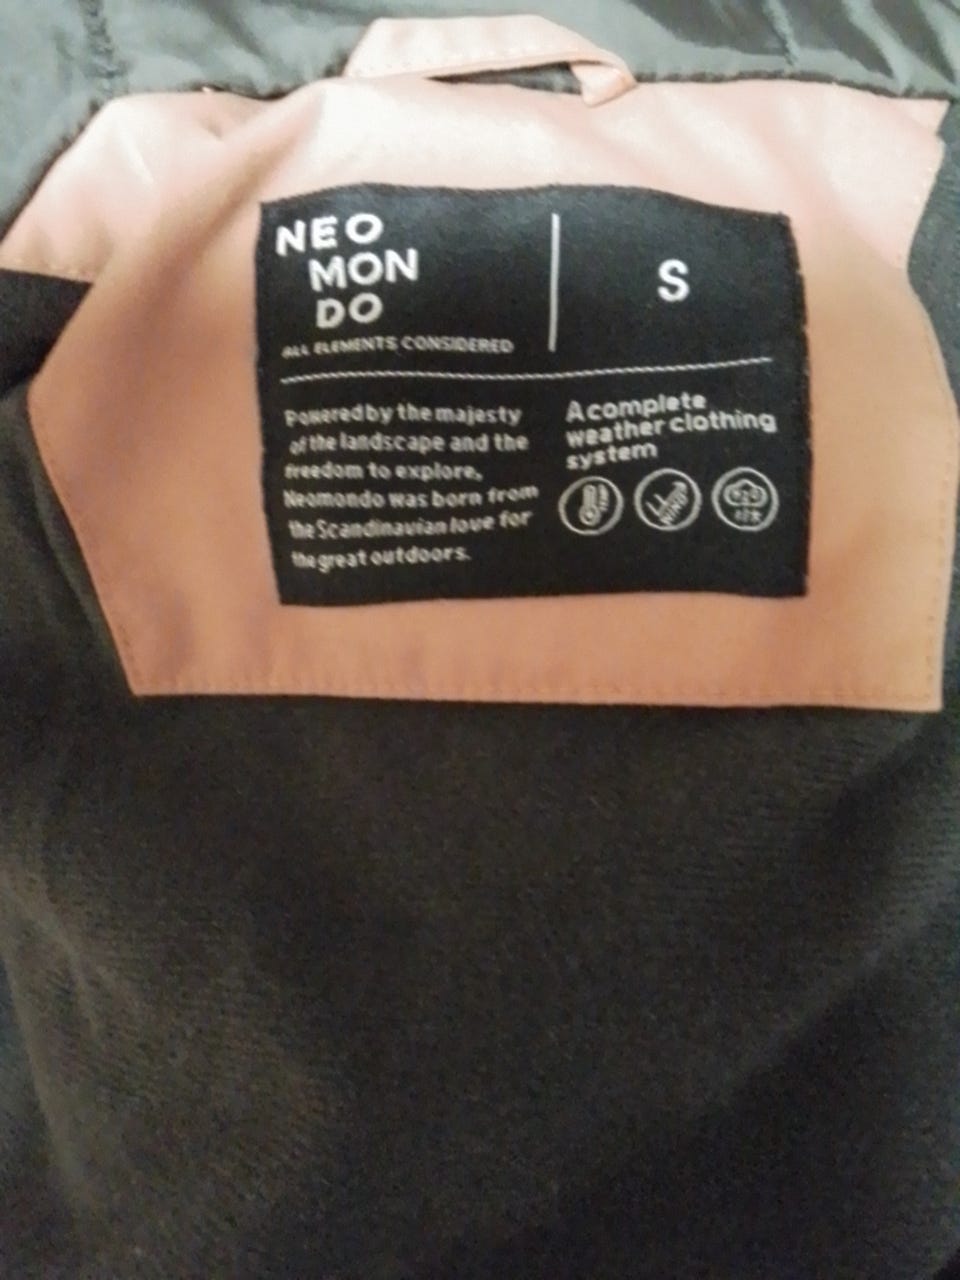 NEO
MON
DO
ALL ELEMENTS CONSIDERED
S
Powered by the majesty
of the landscape and the
freedom to explore,
Neomondo was born from
the Scandinavian love for
the great outdoors.
A complete
weather clothing
system